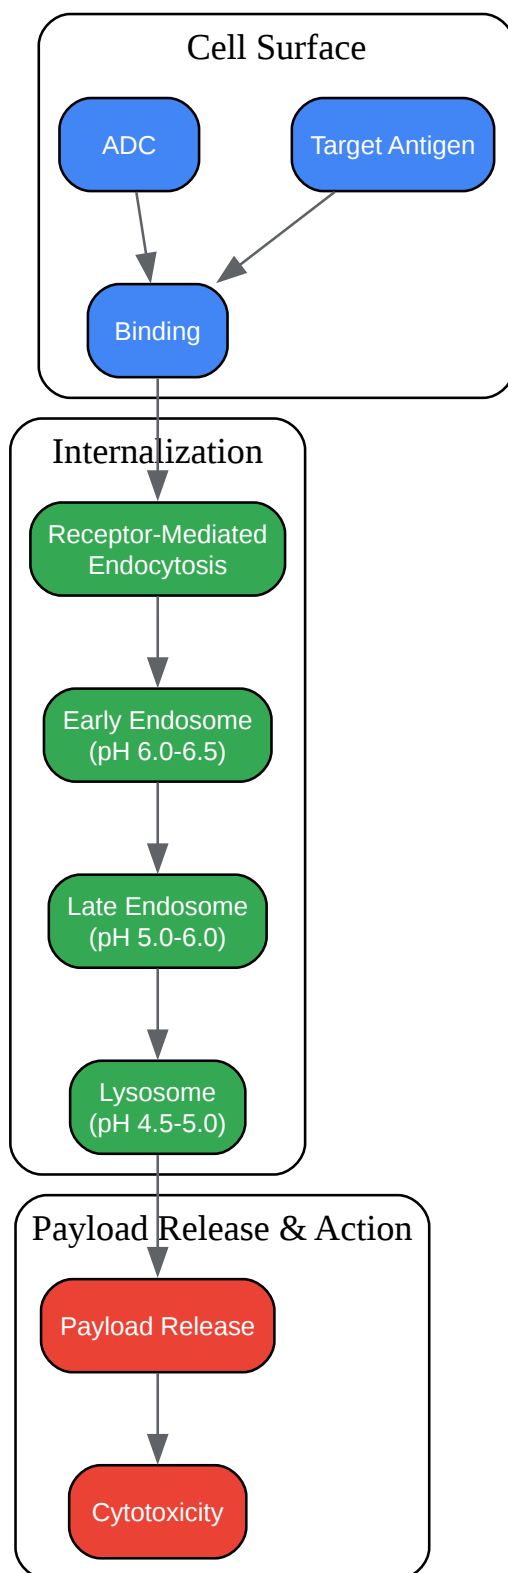 Cell Surface
ADC
Target Antigen
Binding
Internalization
Receptor-Mediated
Endocytosis
Early Endosome
(pH 6.0-6.5)
Late Endosome
(pH 5.0-6.0)
Lysosome
(pH 4.5-5.0)
Payload Release & Action
Payload Release
Cytotoxicity